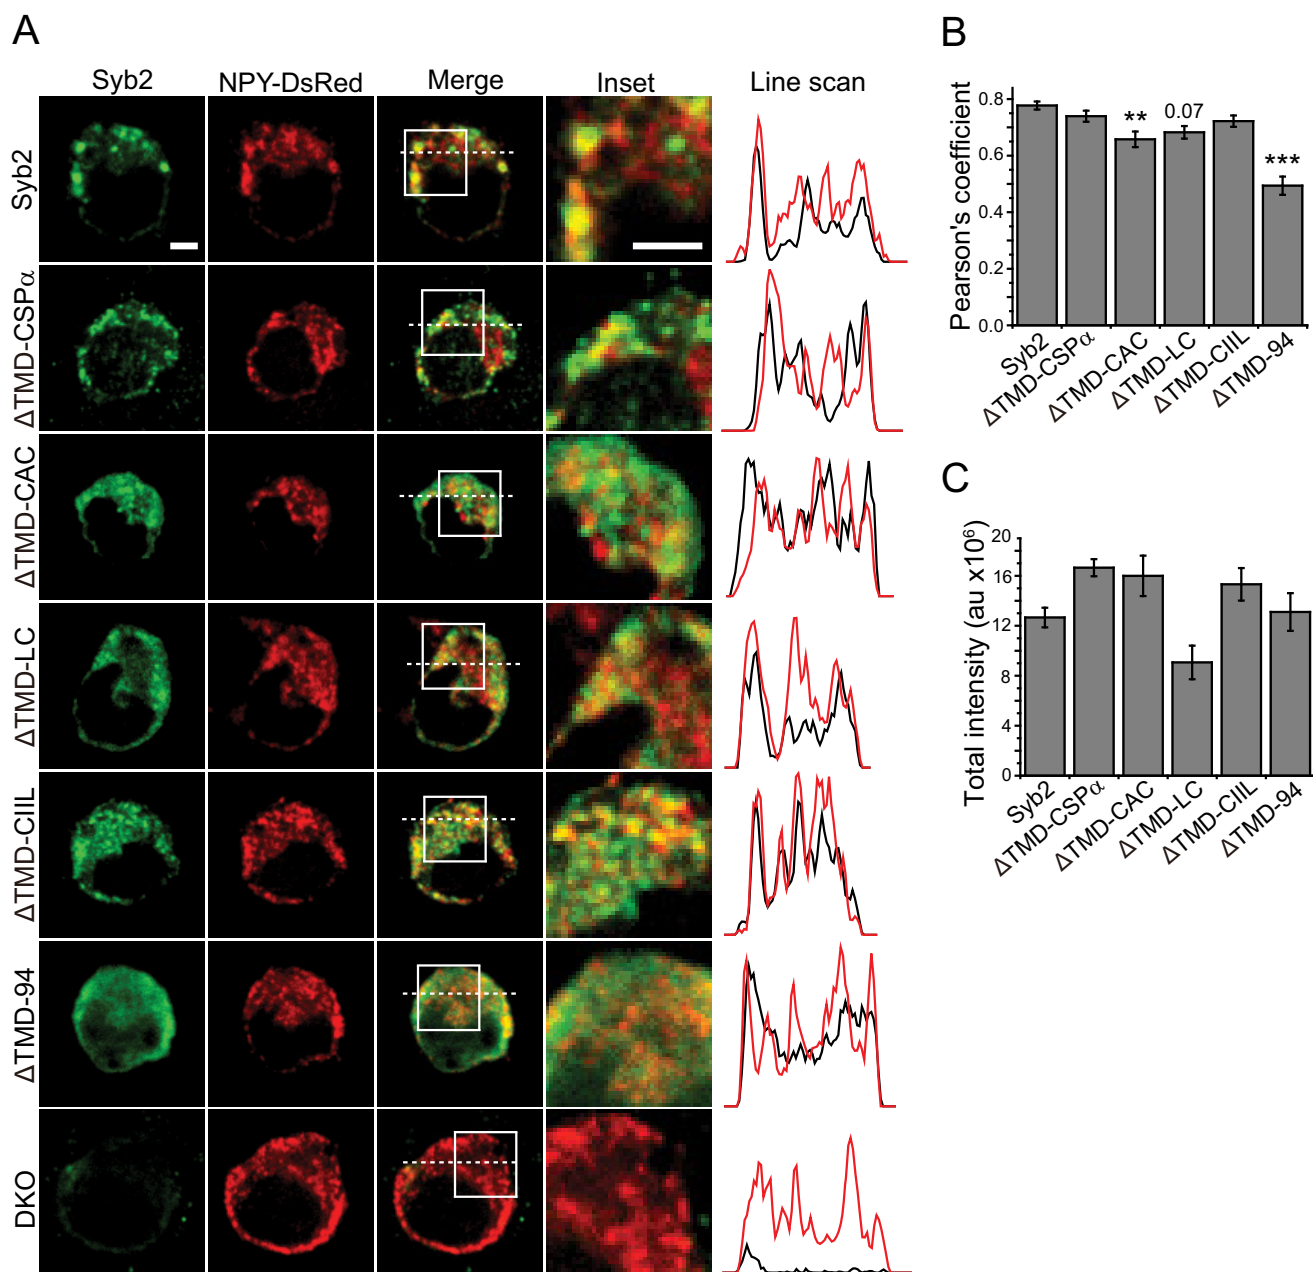 A
Syb2 NPY-DsRed Merge Inset Line scan
Syb2
ΔTMD-CSPα
ΔTMD-CAC
ΔTMD-LC
ΔTMD-CIIL
ΔTMD-94
DKO
B
Pearson's coefficient
0.8
0.6
0.4
0.2
0.0
** 0.07 ***
Syb2 ΔTMD-CSPα ΔTMD-CAC ΔTMD-LC ΔTMD-CIIL ΔTMD-94
C
Total intensity (au x10⁶)
20
16
12
8
4
0
Syb2 ΔTMD-CSPα ΔTMD-CAC ΔTMD-LC ΔTMD-CIIL ΔTMD-94